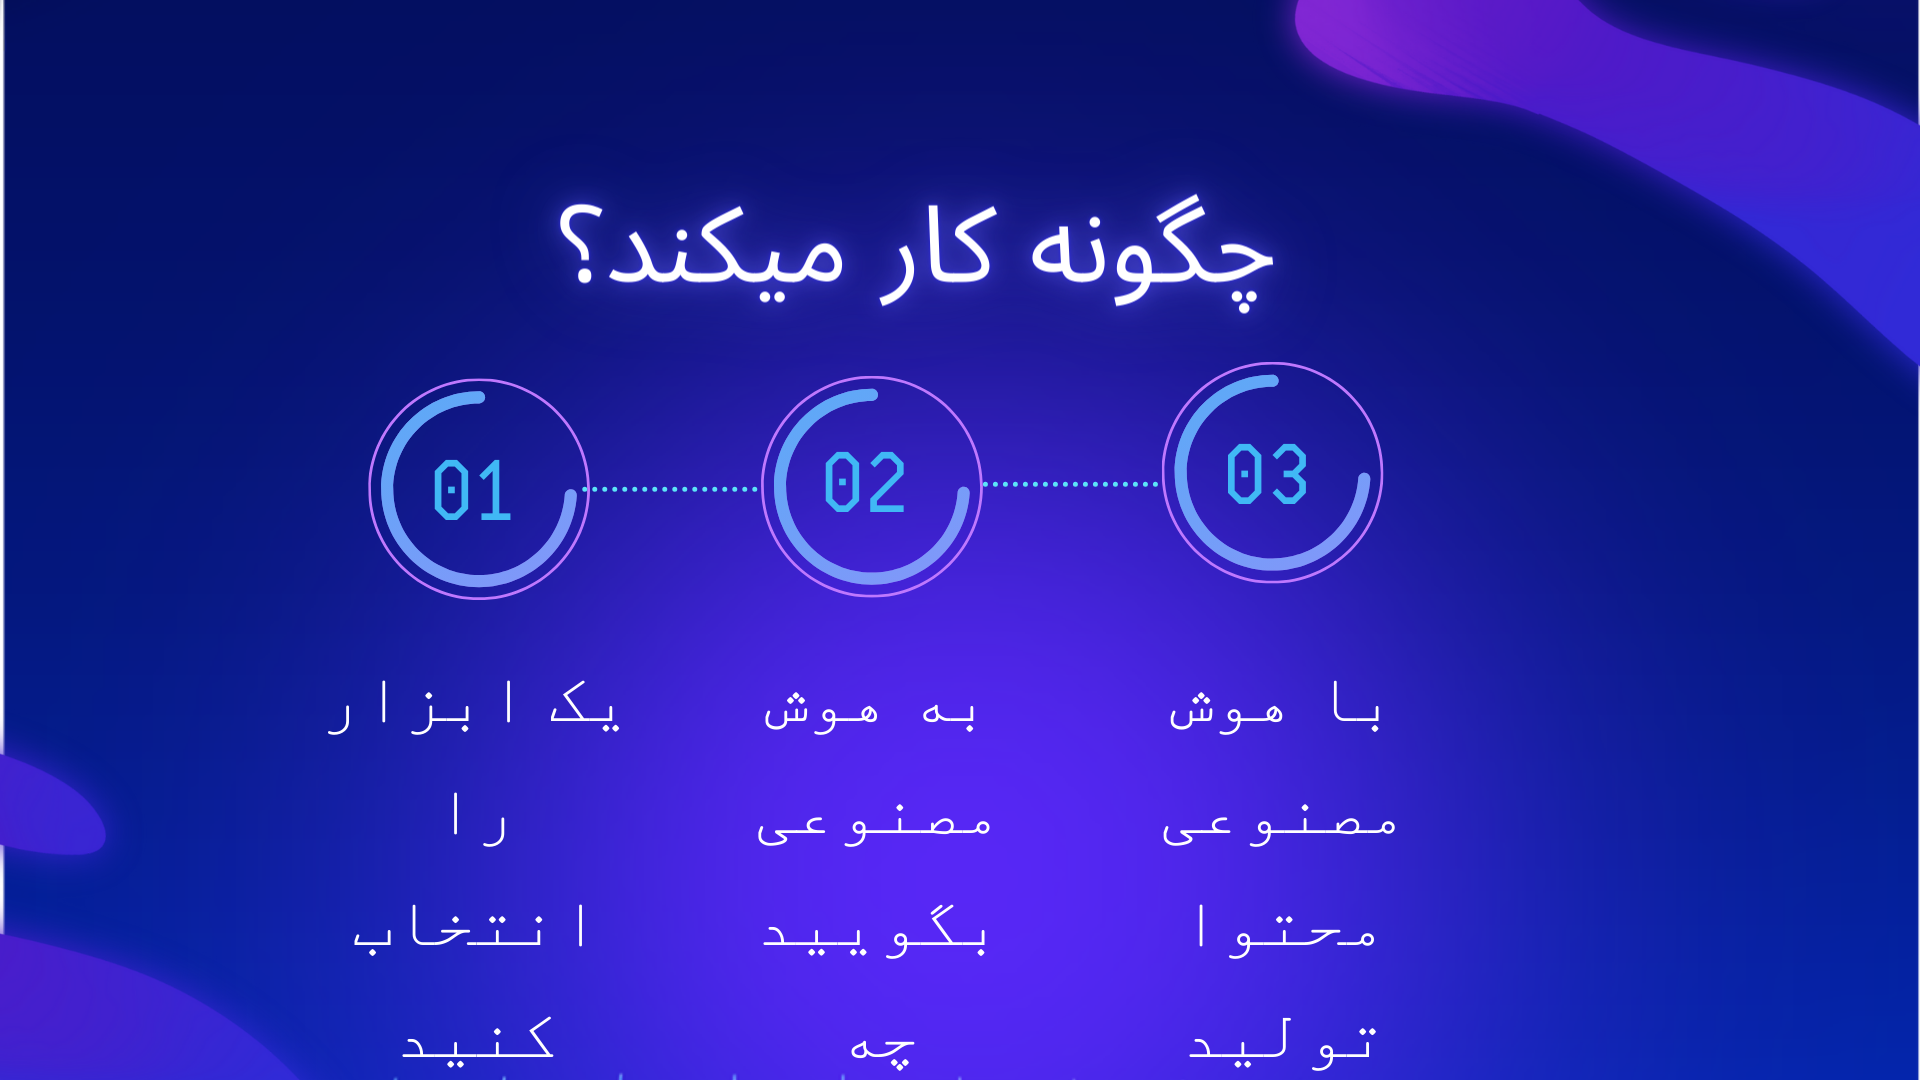 چگونه کار میکند؟
01
02
03
یک ابزار
را
انتخاب
کنید
به هوش
مصنوعی
بگویید
چه
با هوش
مصنوعی
محتوا
تولید